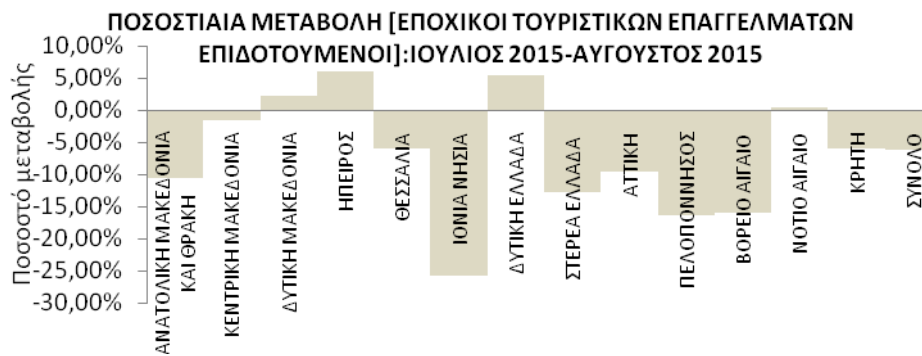 ΠΟΣΟΣΤΙΑΙΑ ΜΕΤΑΒΟΛΗ [ΕΠΟΧΙΚΟΙ ΤΟΥΡΙΣΤΙΚΩΝ ΕΠΑΓΓΕΛΜΑΤΩΝ
ΕΠΙΔΟΤΟΥΜΕΝΟΙ]:ΙΟΥΛΙΟΣ 2015-ΑΥΓΟΥΣΤΟΣ 2015
Ποσοστό μεταβολής
10,00%
5,00%
0,00%
-5,00%
-10,00%
-15,00%
-20,00%
-25,00%
-30,00%
ΑΝΑΤΟΛΙΚΗ ΜΑΚΕΔΟΝΙΑ
ΚΑΙ ΘΡΑΚΗ
ΚΕΝΤΡΙΚΗ ΜΑΚΕΔΟΝΙΑ
ΔΥΤΙΚΗ ΜΑΚΕΔΟΝΙΑ
ΗΠΕΙΡΟΣ
ΘΕΣΣΑΛΙΑ
ΙΟΝΙΑ ΝΗΣΙΑ
ΔΥΤΙΚΗ ΕΛΛΑΔΑ
ΣΤΕΡΕΑ ΕΛΛΑΔΑ
ΑΤΤΙΚΗ
ΠΕΛΟΠΟΝΝΗΣΟΣ
ΒΟΡΕΙΟ ΑΙΓΑΙΟ
ΝΟΤΙΟ ΑΙΓΑΙΟ
ΚΡΗΤΗ
ΣΥΝΟΛΟ